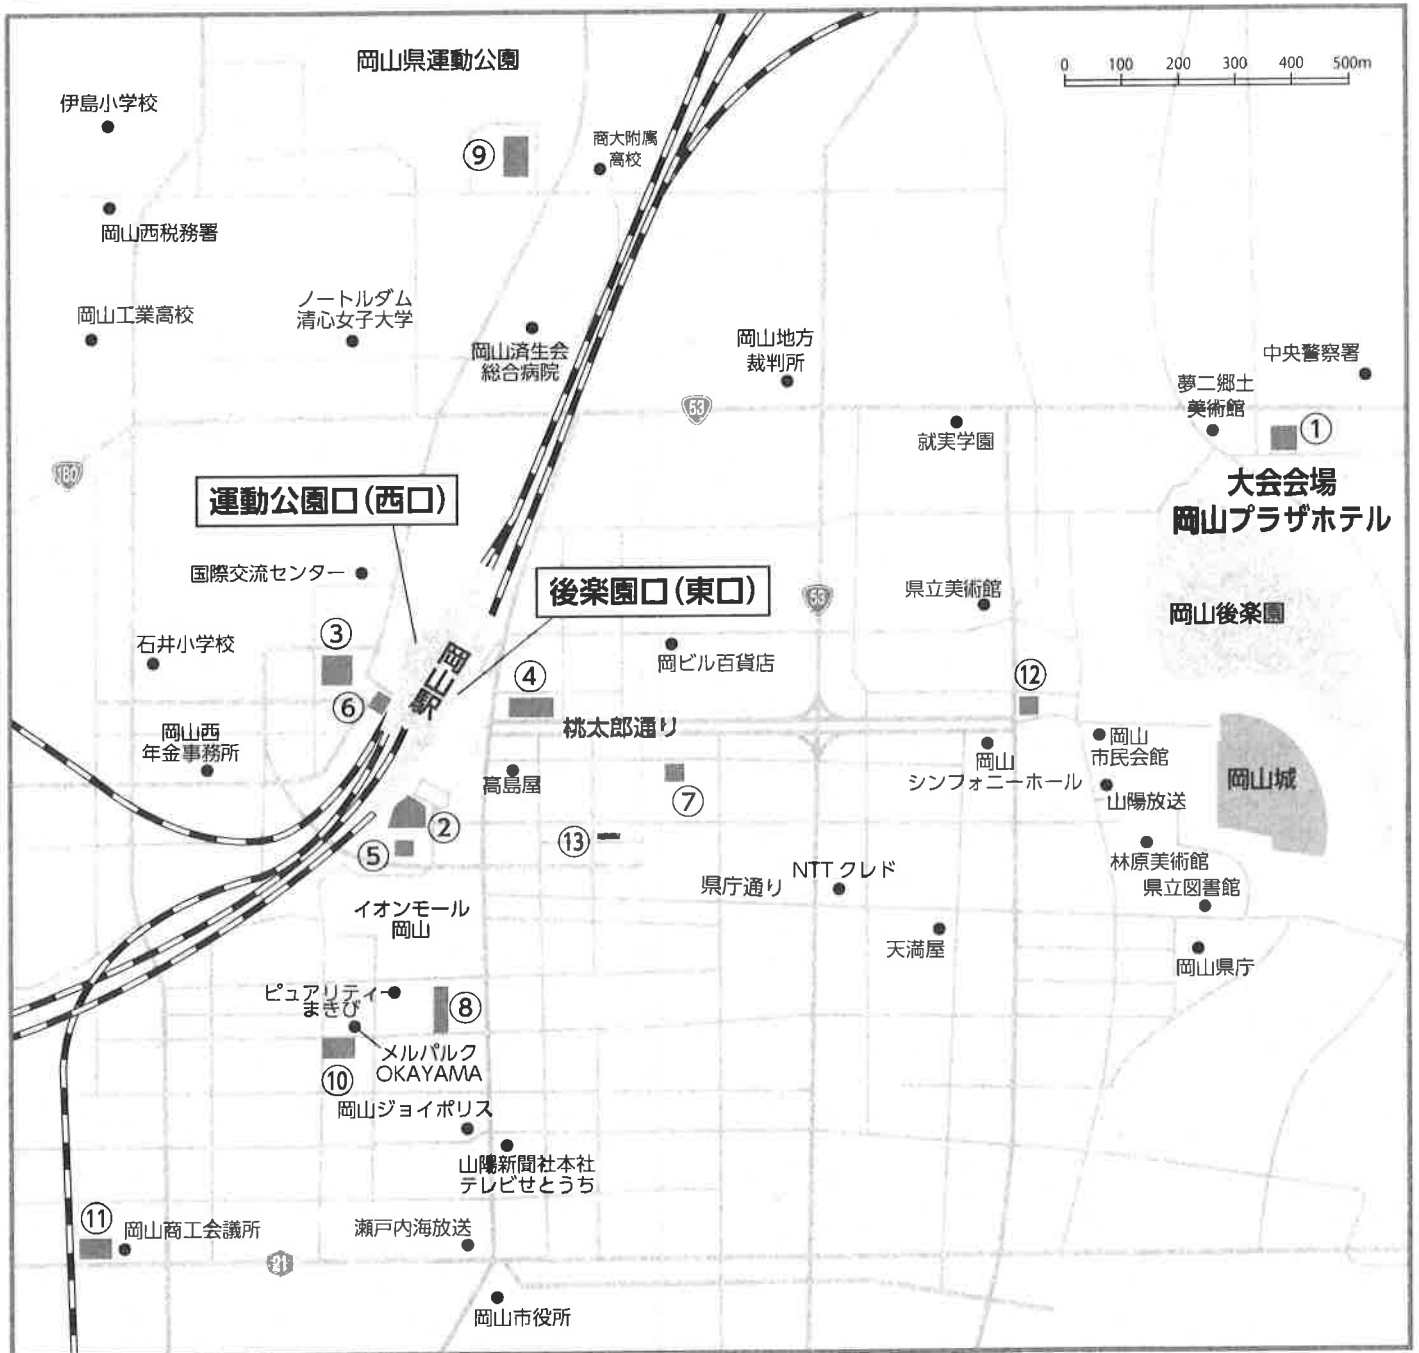 岡山県運動公園
0 100 200 300 400 500m
伊島小学校
⑨
商大附属
高校
岡山西税務署
岡山工業高校
ノートルダム
清心女子大学
岡山済生会
総合病院
岡山地方
裁判所
中央警察署
夢二郷土
美術館
①
53
就実学園
180
大会会場
岡山プラザホテル
運動公園口(西口)
国際交流センター
後楽園口(東口)
53
県立美術館
岡山後楽園
石井小学校
③
岡山駅
岡ビル百貨店
④
⑫
⑥
桃太郎通り
岡山西
年金事務所
岡山
シンフォニーホール
岡山
市民会館
岡山城
高島屋
⑦
山陽放送
②
⑬
⑤
林原美術館
県立図書館
NTT クレド
県庁通り
イオンモール
岡山
天満屋
岡山県庁
ピュアリティ
まきび
⑧
メルパルク
OKAYAMA
⑩
岡山ジョイポリス
山陽新聞社本社
テレビせとうち
⑪
岡山商工会議所
瀬戸内海放送
21
岡山市役所